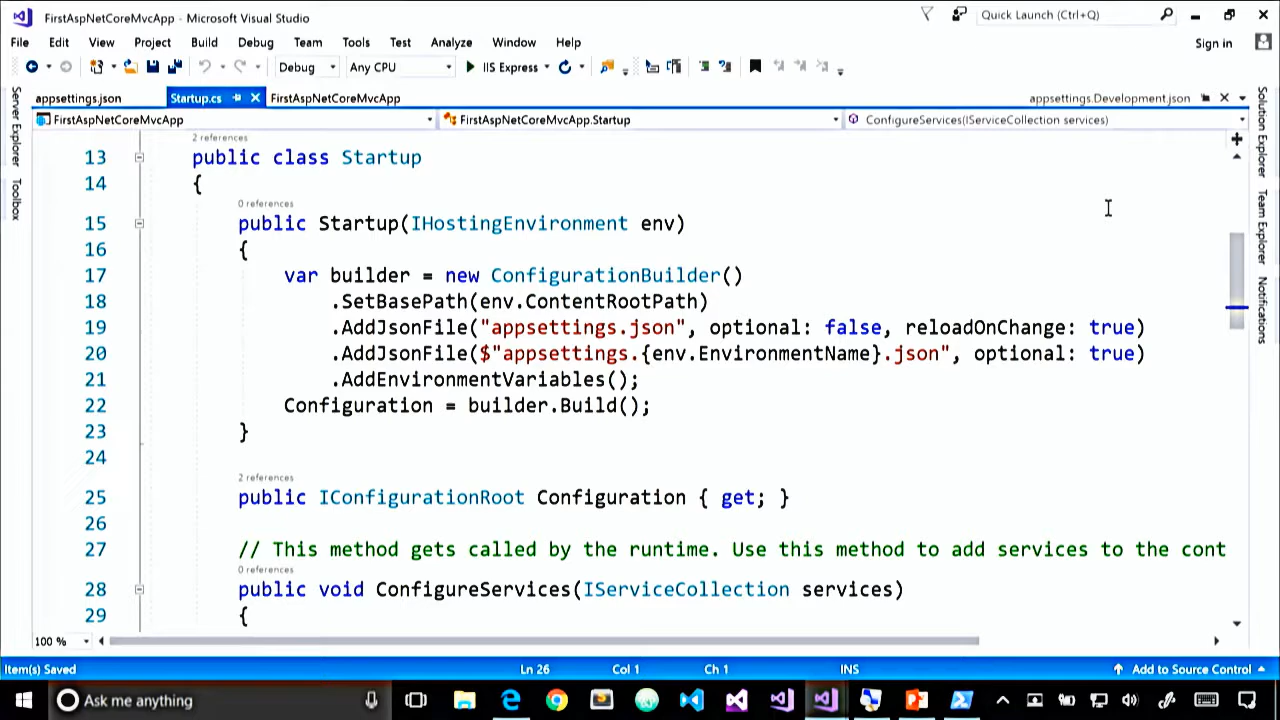 FirstAspNetCoreMvcApp - Microsoft Visual Studio
Quick Launch (Ctrl+Q)
File Edit View Project Build Debug Team Tools Test Analyze Window Help
Sign in
Debug Any CPU IIS Express
appsettings.json Startup.cs FirstAspNetCoreMvcApp appsettings.Development.json
FirstAspNetCoreMvcApp FirstAspNetCoreMvcApp.Startup ConfigureServices(IServiceCollection services)
Server Explorer
Toolbox
Solution Explorer
Team Explorer
Notifications
2 references
13 public class Startup
14 {
0 references
15 public Startup(IHostingEnvironment env)
16 {
17 var builder = new ConfigurationBuilder()
18 .SetBasePath(env.ContentRootPath)
19 .AddJsonFile("appsettings.json", optional: false, reloadOnChange: true)
20 .AddJsonFile($"appsettings.{env.EnvironmentName}.json", optional: true)
21 .AddEnvironmentVariables();
22 Configuration = builder.Build();
23 }
24
2 references
25 public IConfigurationRoot Configuration { get; }
26
27 // This method gets called by the runtime. Use this method to add services to the cont
0 references
28 public void ConfigureServices(IServiceCollection services)
29 {
100 %
Item(s) Saved Ln 26 Col 1 Ch 1 INS Add to Source Control
Ask me anything